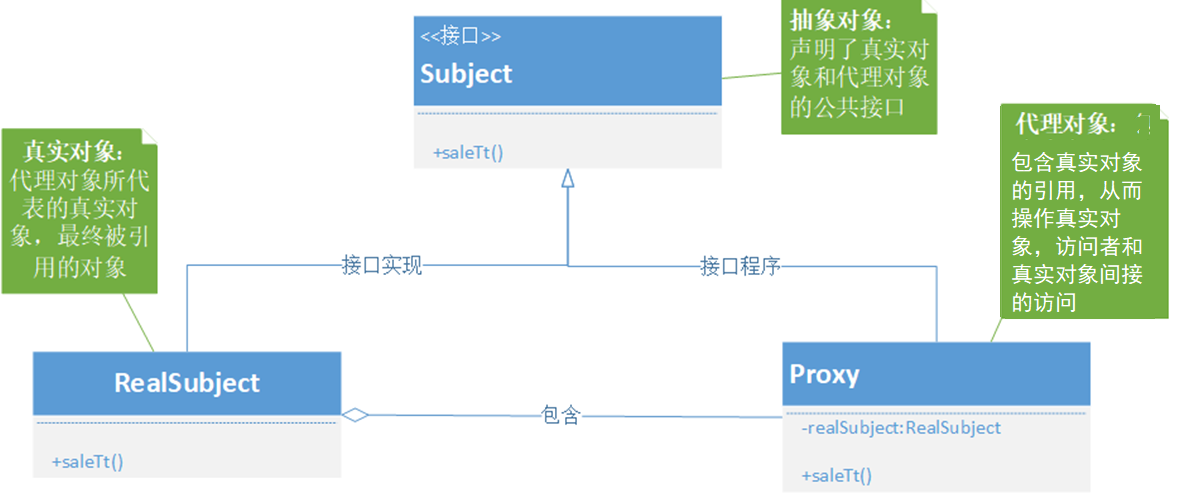 <<接口>>
Subject
+saleTt()
抽象对象：
声明了真实对
象和代理对象
的公共接口
代理对象：
包含真实对象
的引用，从而
操作真实对
象，访问者和
真实对象间接
的访问
真实对象：
代理对象所代
表的真实对
象，最终被引
用的对象
接口实现
接口程序
RealSubject
+saleTt()
包含
Proxy
-realSubject:RealSubject
+saleTt()